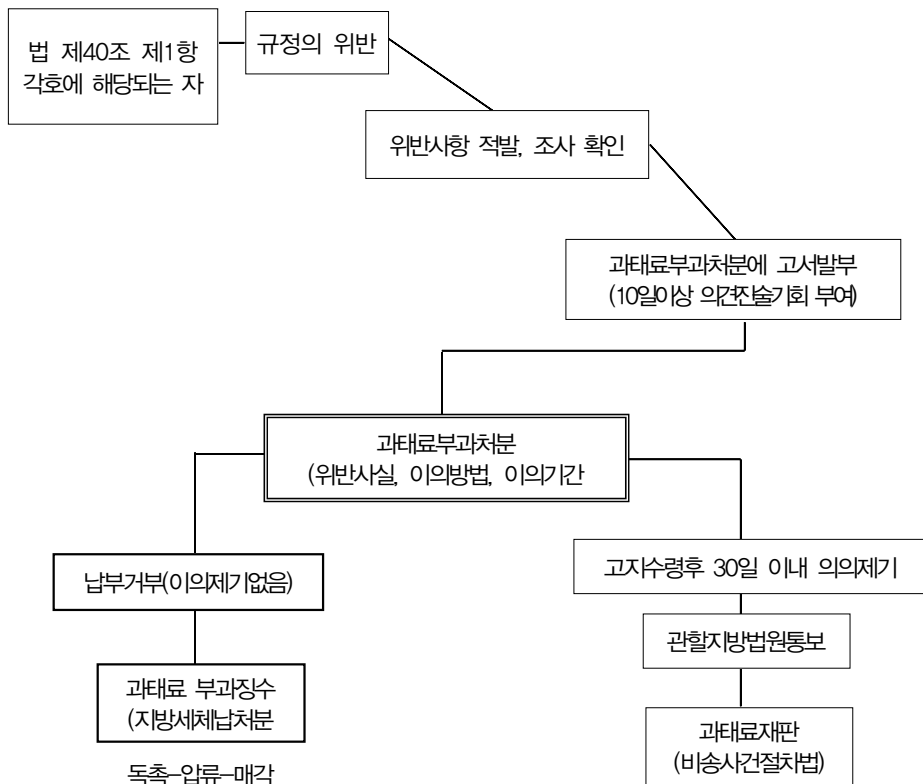 법 제40조 제1항
각호에 해당되는 자
규정의 위반
위반사항 적발, 조사 확인
과태료부과처분에 고서발부
(10일이상 의견진술기회 부여)
과태료부과처분
(위반사실, 이의방법, 이의기간
납부거부(이의제기없음)
고지수령후 30일 이내 의의제기
관할지방법원통보
과태료 부과징수
(지방세체납처분
과태료재판
(비송사건절차법)
독촉-압류-매각